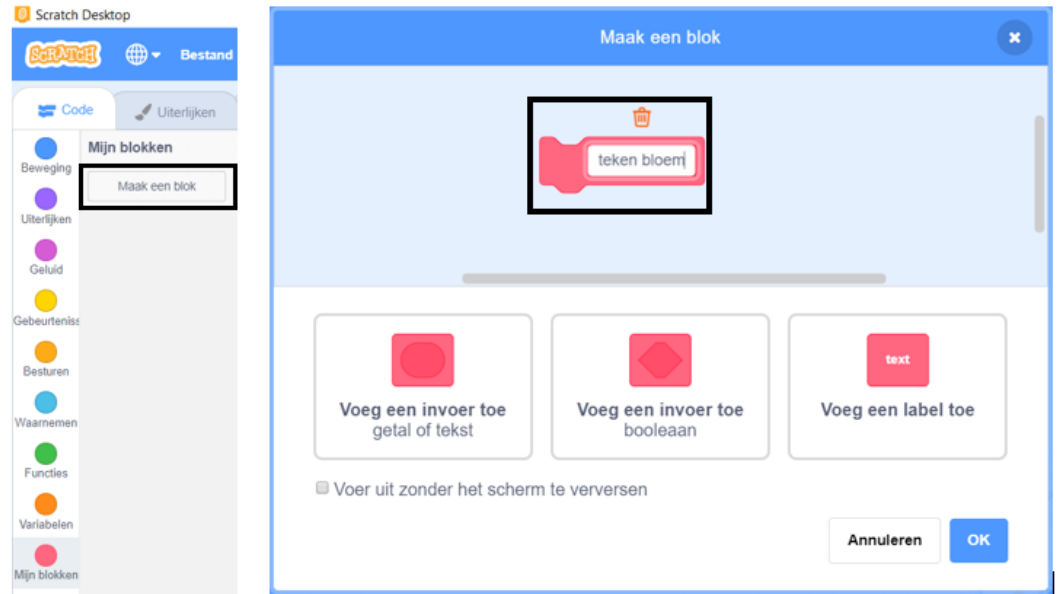 Scratch Desktop
SCRATCH
Bestand
Code
Uiterlijken
Beweging
Uiterlijken
Geluid
Gebeurteniss
Besturen
Waarnemen
Functies
Variabelen
Mijn blokken
Mijn blokken
Maak een blok
Maak een blok
teken bloem
Voeg een invoer toe
getal of tekst
Voeg een invoer toe
booleaan
text
Voeg een label toe
Voer uit zonder het scherm te verversen
Annuleren
OK